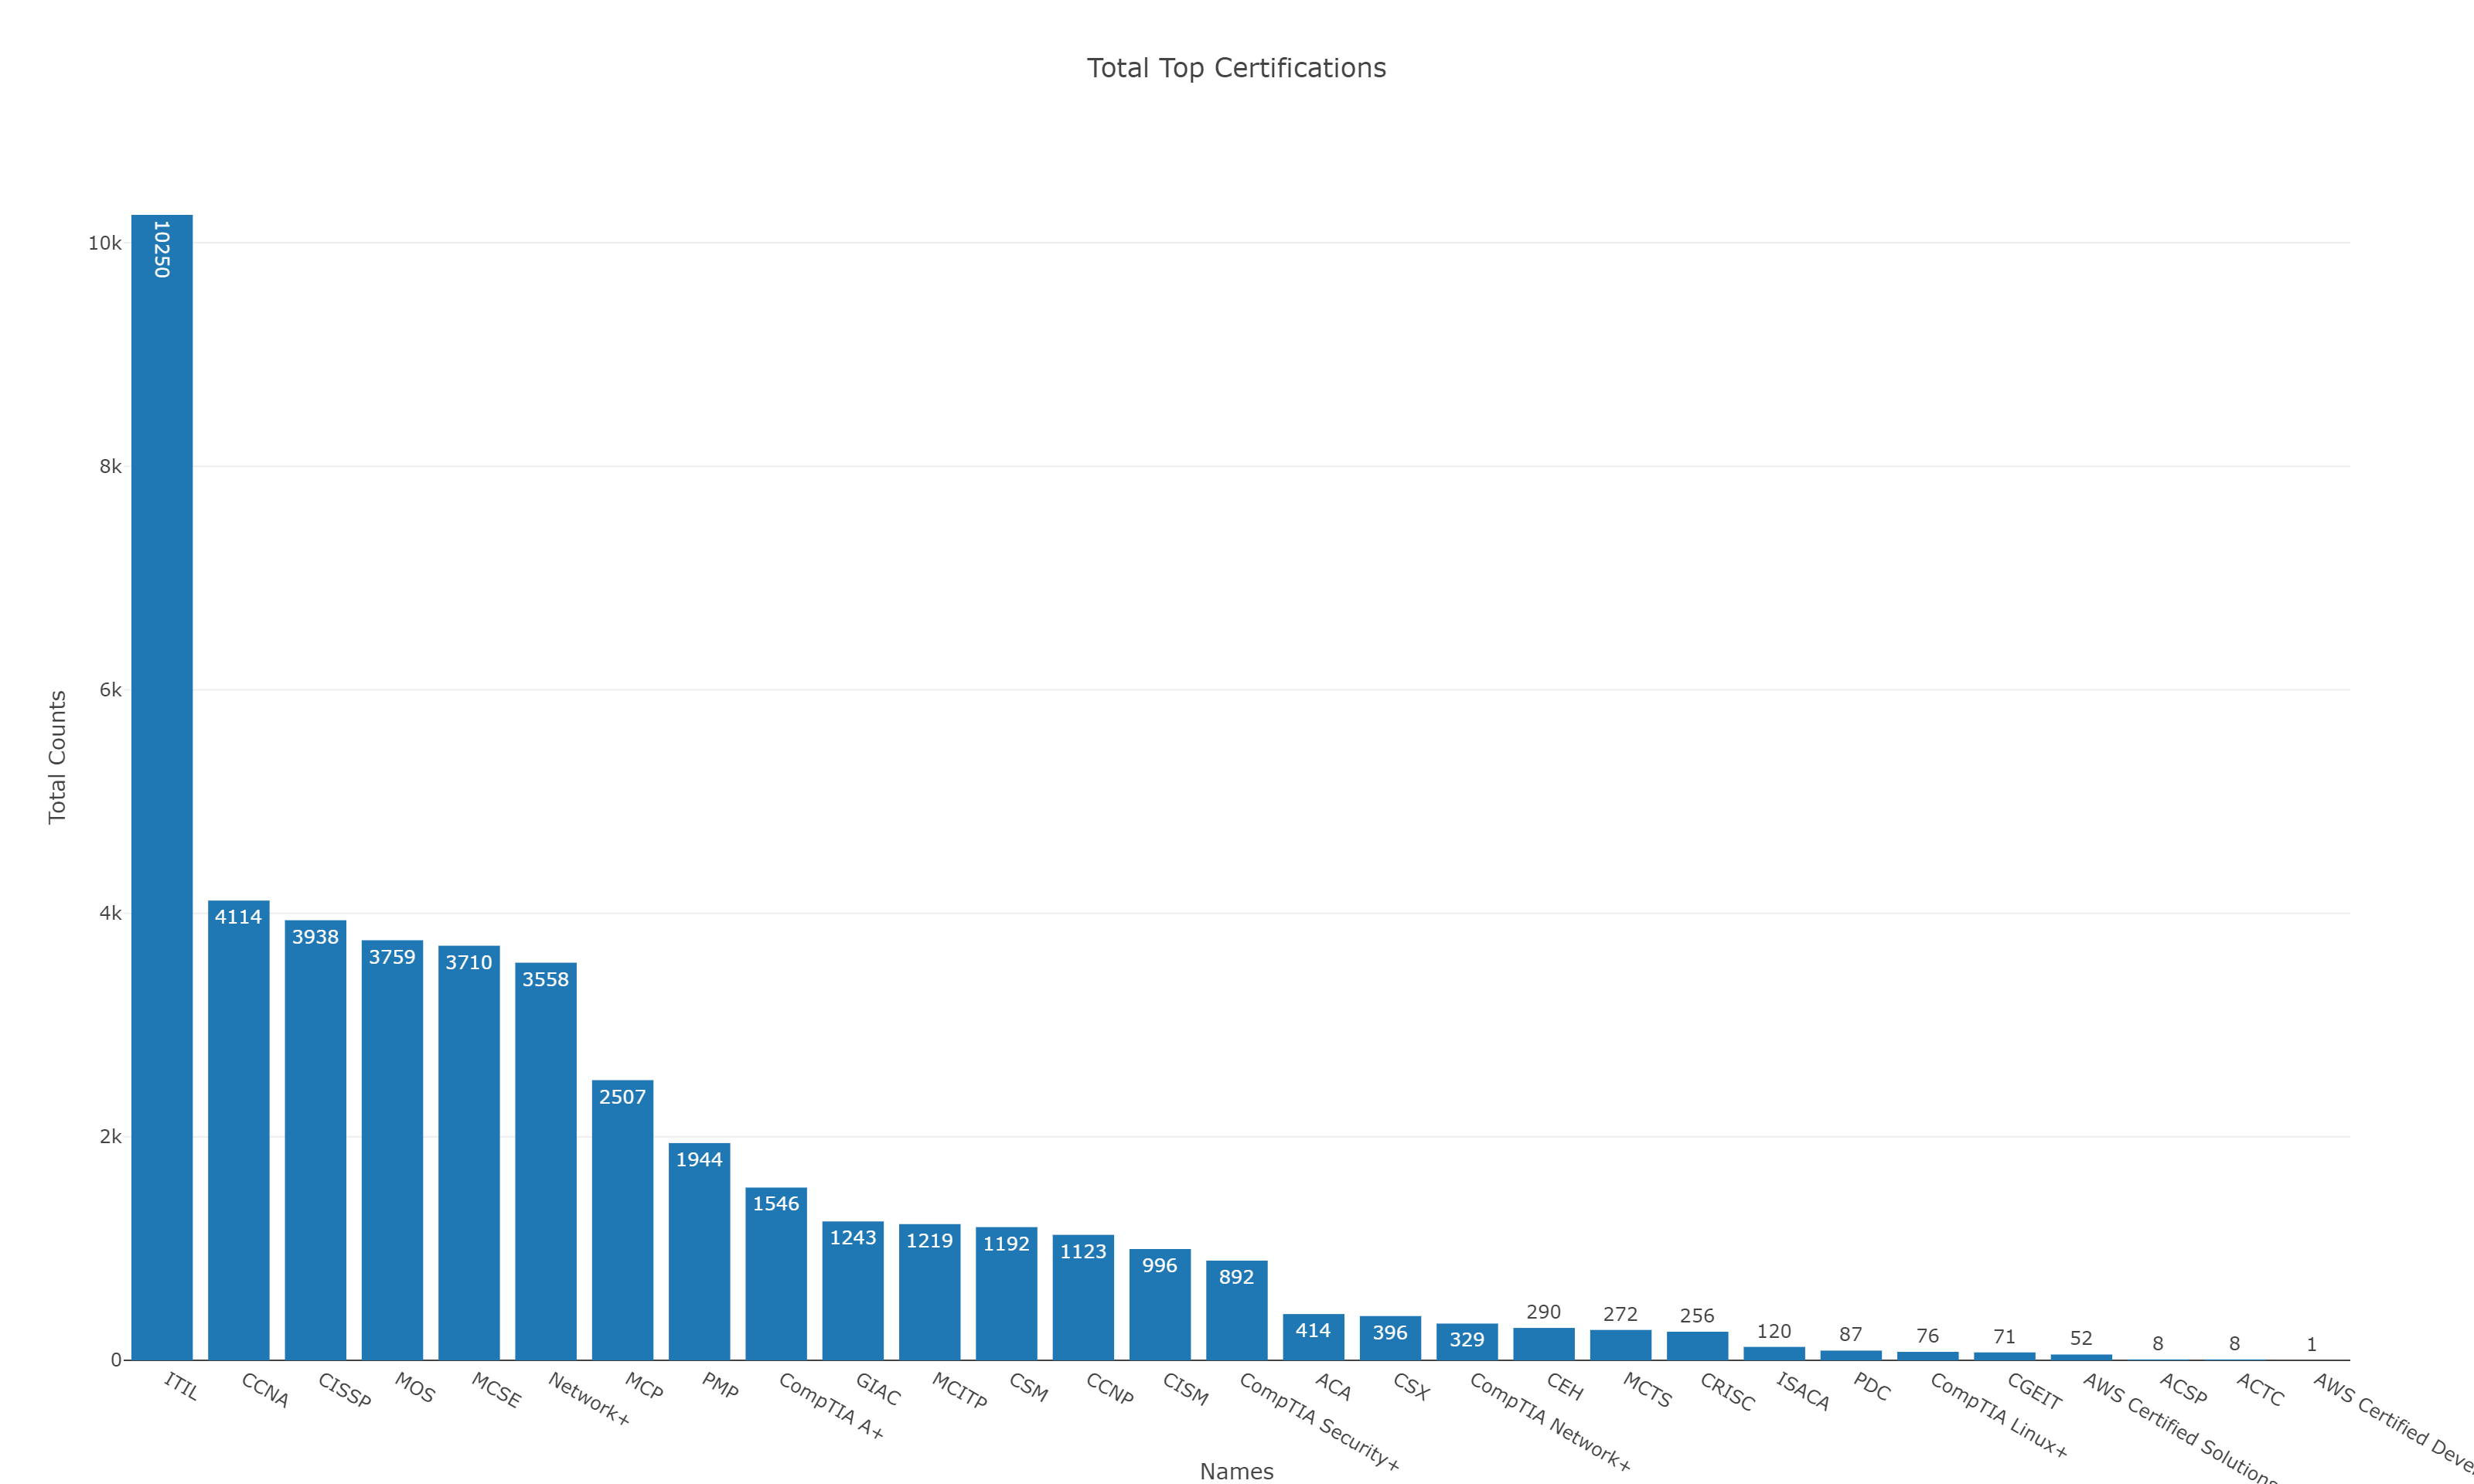 Total Top Certifications
Total Counts
10k
8k
6k
4k
2k
0
10250
4114
3938
3759
3710
3558
2507
1944
1546
1243
1219
1192
1123
996
892
414
396
329
290
272
256
120
87
76
71
52
8
8
1
ITIL
CCNA
CISSP
MOS
MCSE
Network+
MCP
PMP
CompTIA A+
GIAC
MCITP
CSM
CCNP
CISM
CompTIA Security+
ACA
CSX
CompTIA Network+
CEH
MCTS
CRISC
ISACA
PDC
CompTIA Linux+
CGEIT
AWS Certified Solutions
ACSP
ACTC
AWS Certified
Names